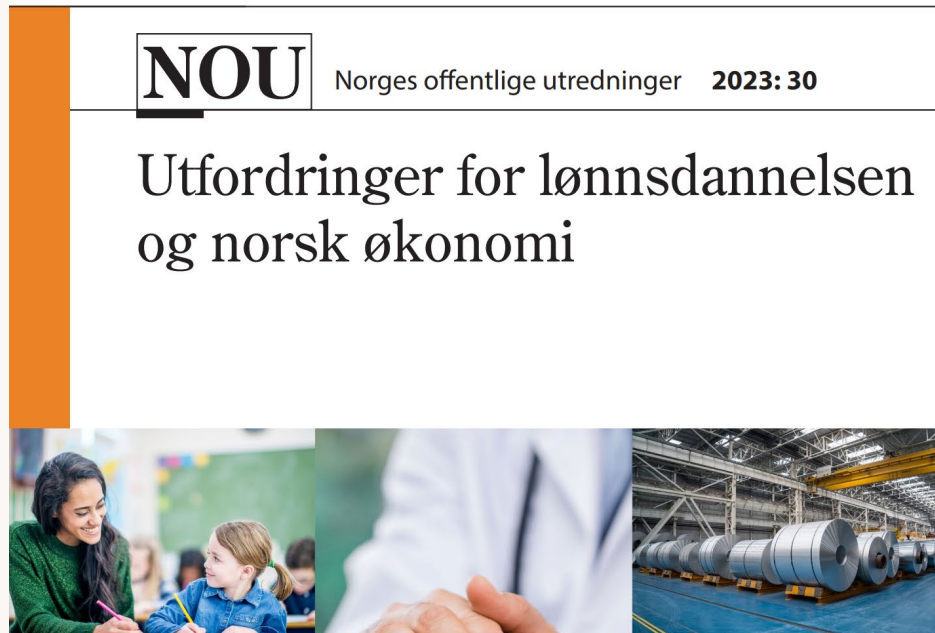 NOU Norges offentlige utredninger 2023: 30
Utfordringer for lønnsdannelsen
og norsk økonomi